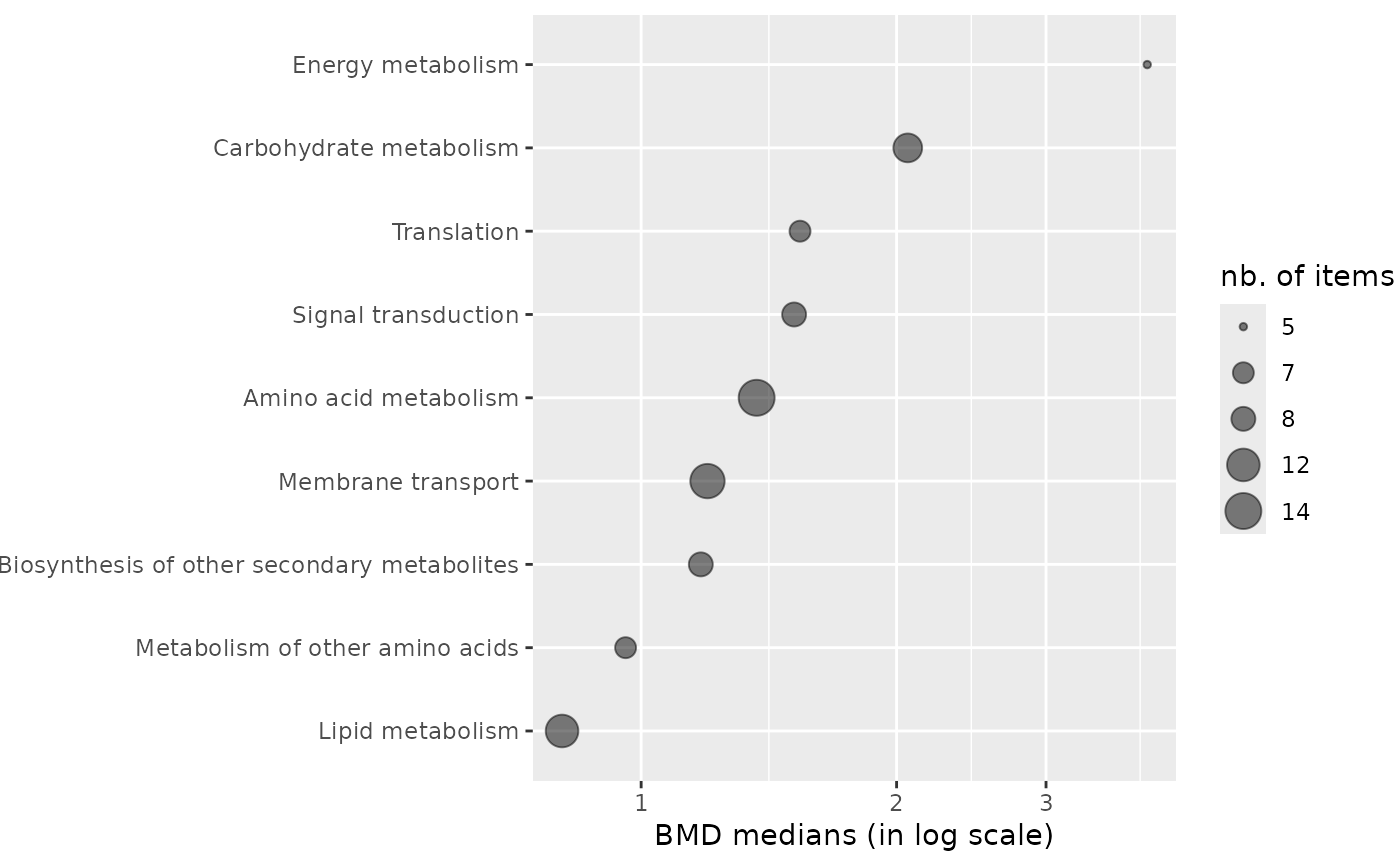 Energy metabolism
Carbohydrate metabolism
Translation
Signal transduction
Amino acid metabolism
Membrane transport
Biosynthesis of other secondary metabolites
Metabolism of other amino acids
Lipid metabolism
1 2 3
BMD medians (in log scale)
nb. of items
5
7
8
12
14